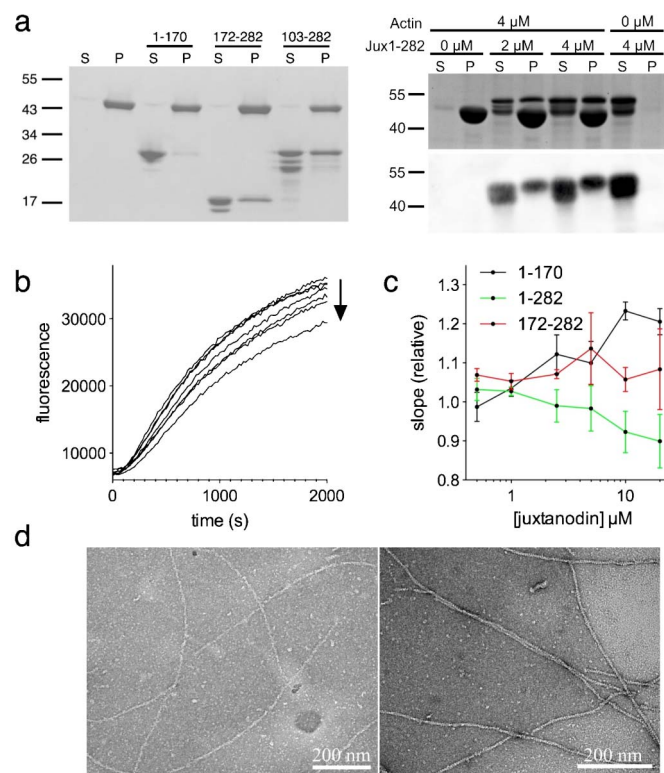 a
1-170 172-282 103-282
S P S P S P S P
55
43
34
26
17
Actin 4 µM 0 µM
Jux1-282 0 µM 2 µM 4 µM 4 µM
S P S P S P S P
55
40
55
40
b
fluorescence
30000
20000
10000
0 1000 2000
time (s)
c
slope (relative)
1-170
1-282
172-282
1.3
1.2
1.1
1.0
0.9
0.8
1 10
[juxtanodin] µM
d
200 nm
200 nm